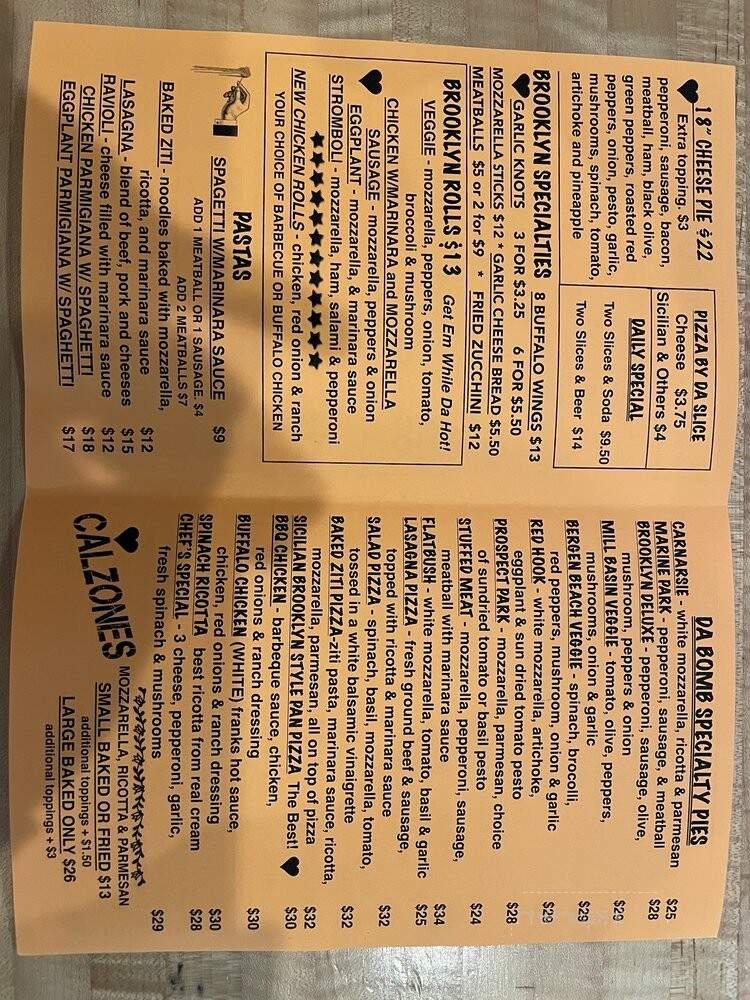 18" CHEESE PIE $22
Extra topping, $3
pepperoni, sausage, bacon,
meatball, ham, black olive,
green peppers, roasted red
peppers, onion, pesto, garlic,
mushrooms, spinach, tomato,
artichoke and pineapple
PIZZA BY DA SLICE
Cheese $3.75
Sicilian & Others $4
DAILY SPECIAL
Two Slices & Soda $9.50
Two Slices & Beer $14
BROOKLYN SPECIALTIES 8 BUFFALO WINGS $13
GARLIC KNOTS 3 FOR $3.25 6 FOR $5.50
MOZZARELLA STICKS $12 * GARLIC CHEESE BREAD $5.50
MEATBALLS $5 or 2 for $9 * FRIED ZUCCHINI $12
BROOKLYN ROLLS $13 Get Em While Da Hot!
VEGGIE - mozzarella, peppers, onion, tomato,
broccoli & mushroom
CHICKEN W/MARINARA and MOZZARELLA
SAUSAGE - mozzarella, peppers & onion
EGGPLANT - mozzarella, & marinara sauce
STROMBOLI - mozzarella, ham, salami & pepperoni
NEW CHICKEN ROLLS - chicken, red onion & ranch
YOUR CHOICE OF BARBECUE OR BUFFALO CHICKEN
PASTAS
SPAGETTI W/MARINARA SAUCE $9
ADD 1 MEATBALL OR 1 SAUSAGE. $4
ADD 2 MEATBALLS $7
BAKED ZITI - noodles baked with mozzarella,
ricotta, and marinara sauce $12
LASAGNA - blend of beef, pork and cheeses $15
RAVIOLI - cheese filled with marinara sauce $12
CHICKEN PARMIGIANA W/ SPAGHETTI $18
EGGPLANT PARMIGIANA W/ SPAGHETTI $17
DA BOMB SPECIALTY PIES
CARNARSIE - white mozzarella, ricotta & parmesan $25
MARINE PARK - pepperoni, sausage, & meatball $28
BROOKLYN DELUXE - pepperoni, sausage, olive,
mushroom, peppers & onion $29
MILL BASIN VEGGIE - tomato, olive, peppers,
mushrooms, onion & garlic $29
BERGEN BEACH VEGGIE - spinach, brocolli,
red peppers, mushroom, onion & garlic $29
RED HOOK - white mozzarella, artichoke,
eggplant & sun dried tomato pesto $28
PROSPECT PARK - mozzarella, parmesan, choice
of sundried tomato or basil pesto $24
STUFFED MEAT - mozzarella, pepperoni, sausage,
meatball with marinara sauce $34
FLATBUSH - white mozzarella, tomato, basil & garlic $25
LASAGNA PIZZA - fresh ground beef & sausage,
topped with ricotta & marinara sauce $32
SALAD PIZZA - spinach, basil, mozzarella, tomato,
tossed in a white balsamic vinaigrette $32
BAKED ZITI PIZZA-ziti pasta, marinara sauce, ricotta,
mozzarella, parmesan, all on top of pizza $32
SICILIAN BROOKLYN STYLE PAN PIZZA The Best! $30
BBQ CHICKEN - barbeque sauce, chicken,
red onions & ranch dressing $30
BUFFALO CHICKEN (WHITE) franks hot sauce,
chicken, red onions & ranch dressing $30
SPINACH RICOTTA best ricotta from real cream $28
CHEF'S SPECIAL - 3 cheese, pepperoni, garlic,
fresh spinach & mushrooms $29
CALZONES
MOZZARELLA, RICOTTA & PARMESAN
SMALL BAKED OR FRIED $13
additional toppings + $1.50
LARGE BAKED ONLY $26
additional toppings + $3